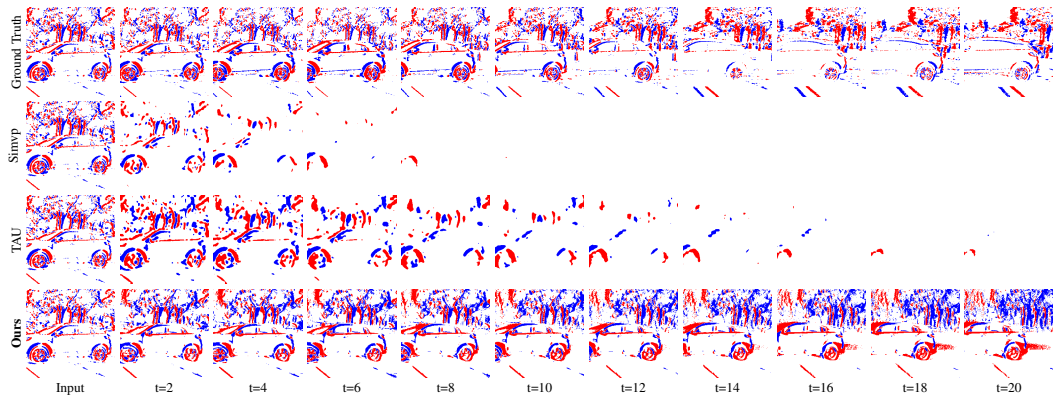 Ground Truth
Simvp
TAU
Ours
Input t=2 t=4 t=6 t=8 t=10 t=12 t=14 t=16 t=18 t=20